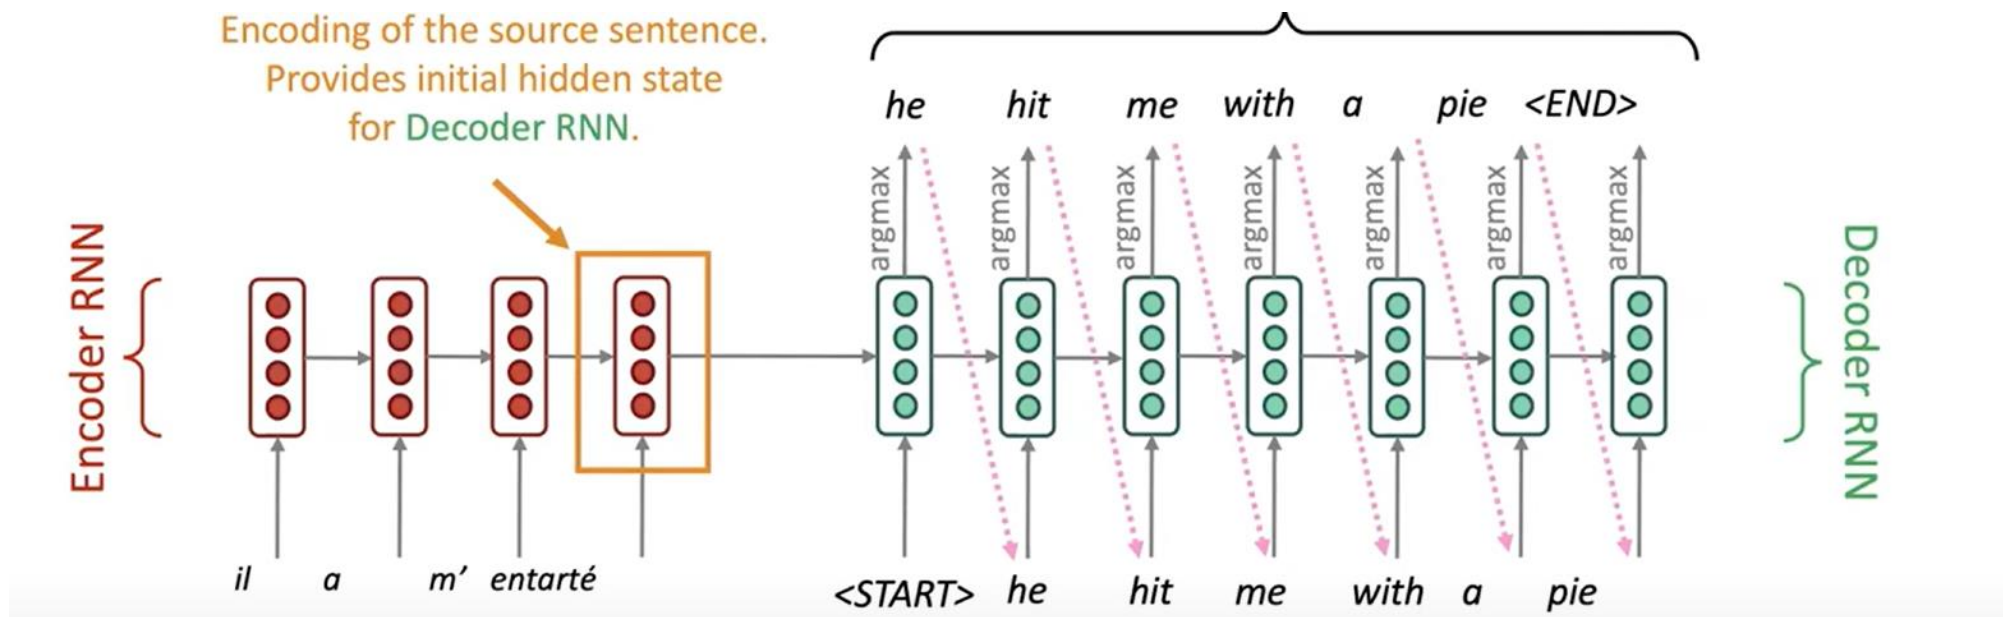 Encoding of the source sentence.
Provides initial hidden state
for Decoder RNN.
he hit me with a pie <END>
argmax argmax argmax argmax argmax argmax argmax
Encoder RNN
Decoder RNN
il a m’ entarté
<START> he hit me with a pie